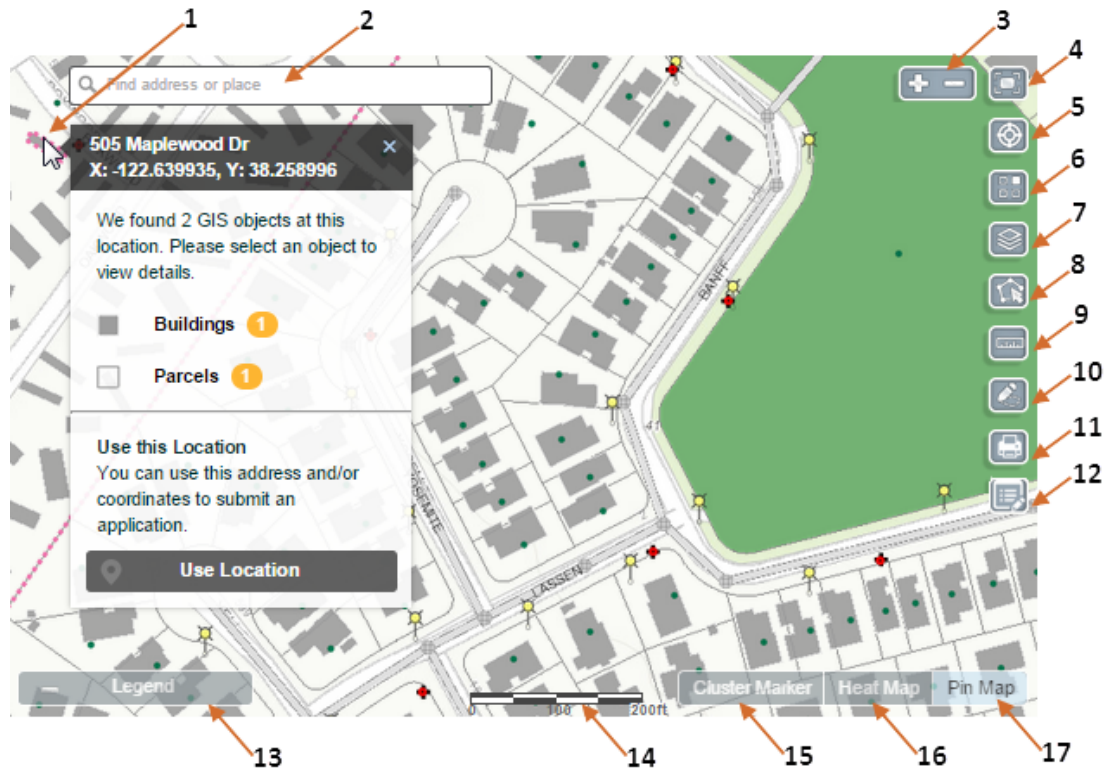 1
2
3
4
Find address or place
5
505 Maplewood Dr
X: -122.639935, Y: 38.258996
6
We found 2 GIS objects at this
location. Please select an object to
view details.
7
BANFF
8
Buildings 1
9
Parcels 1
10
41
Use this Location
You can use this address and/or
coordinates to submit an
application.
11
12
Use Location
LASSEN
Legend
0 100 200ft
Cluster Marker Heat Map Pin Map
13
14
15
16
17